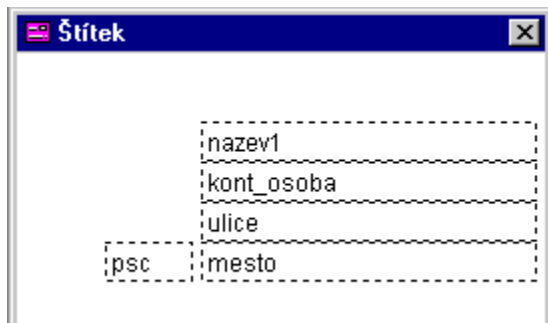 Štítek
nazev1
kont_osoba
ulice
psc mesto